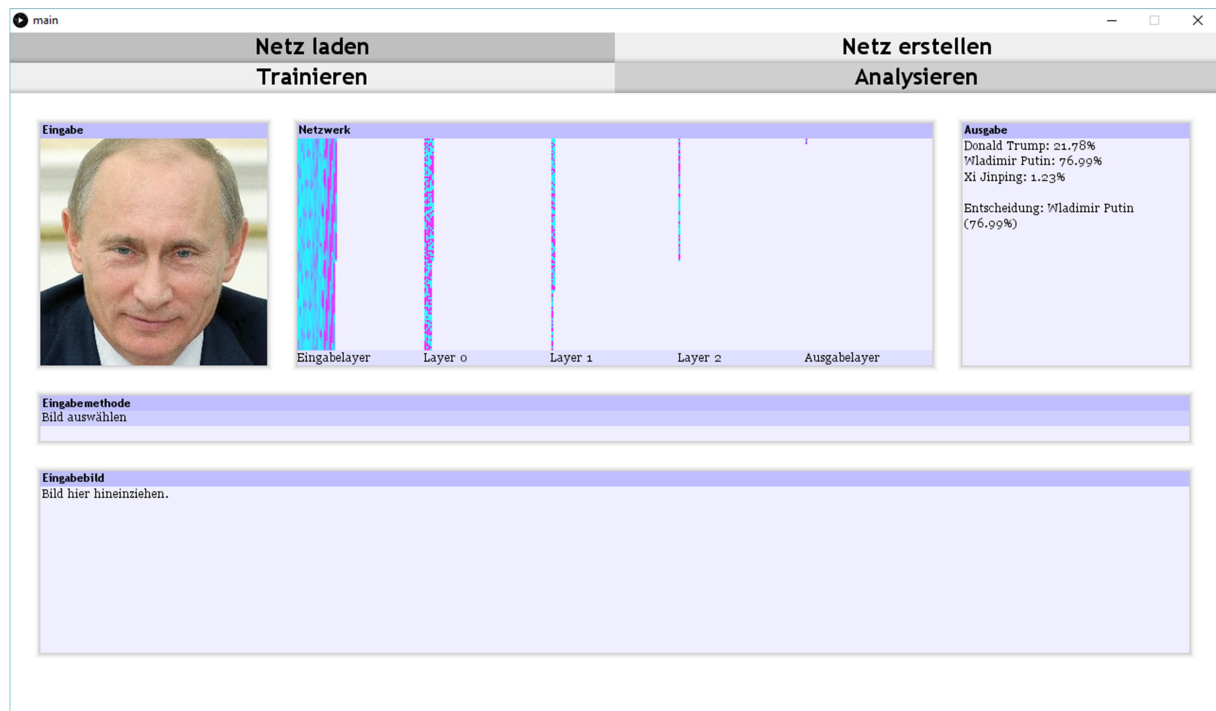 main
Netz laden
Netz erstellen
Trainieren
Analysieren
Eingabe
Netzwerk
Eingabelayer
Layer 0
Layer 1
Layer 2
Ausgabelayer
Ausgabe
Donald Trump: 21.78%
Wladimir Putin: 76.99%
Xi Jinping: 1.23%
Entscheidung: Wladimir Putin
(76.99%)
Eingabemethode
Bild auswählen
Eingabebild
Bild hier hineinziehen.